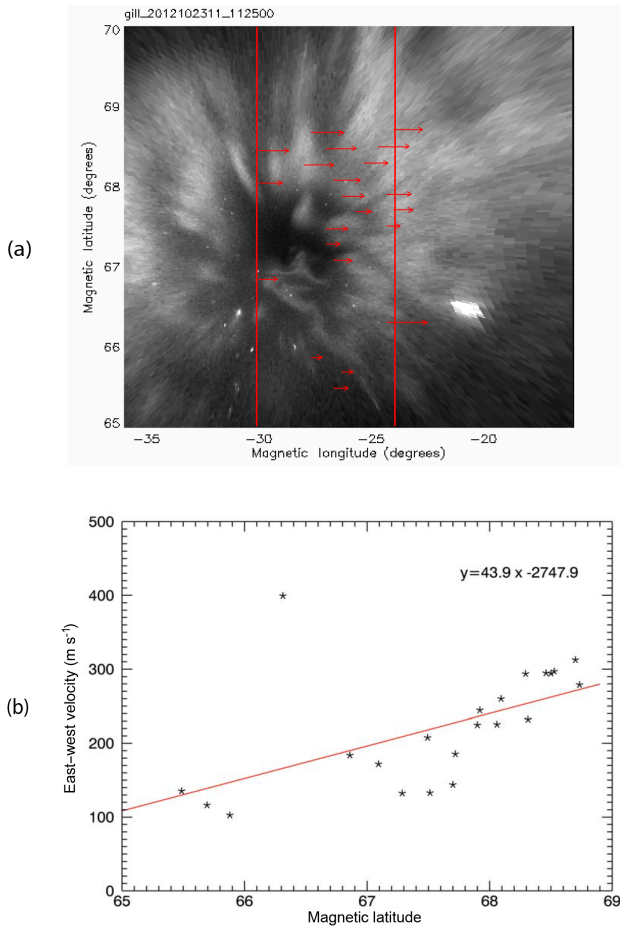 gill_2012102311_112500
(a)
Magnetic latitude (degrees)
70
69
68
67
66
65
−35 −30 −25 −20
Magnetic longitude (degrees)
(b)
East–west velocity (m s⁻¹)
500
400
300
200
100
0
y=43.9 x -2747.9
65 66 67 68 69
Magnetic latitude